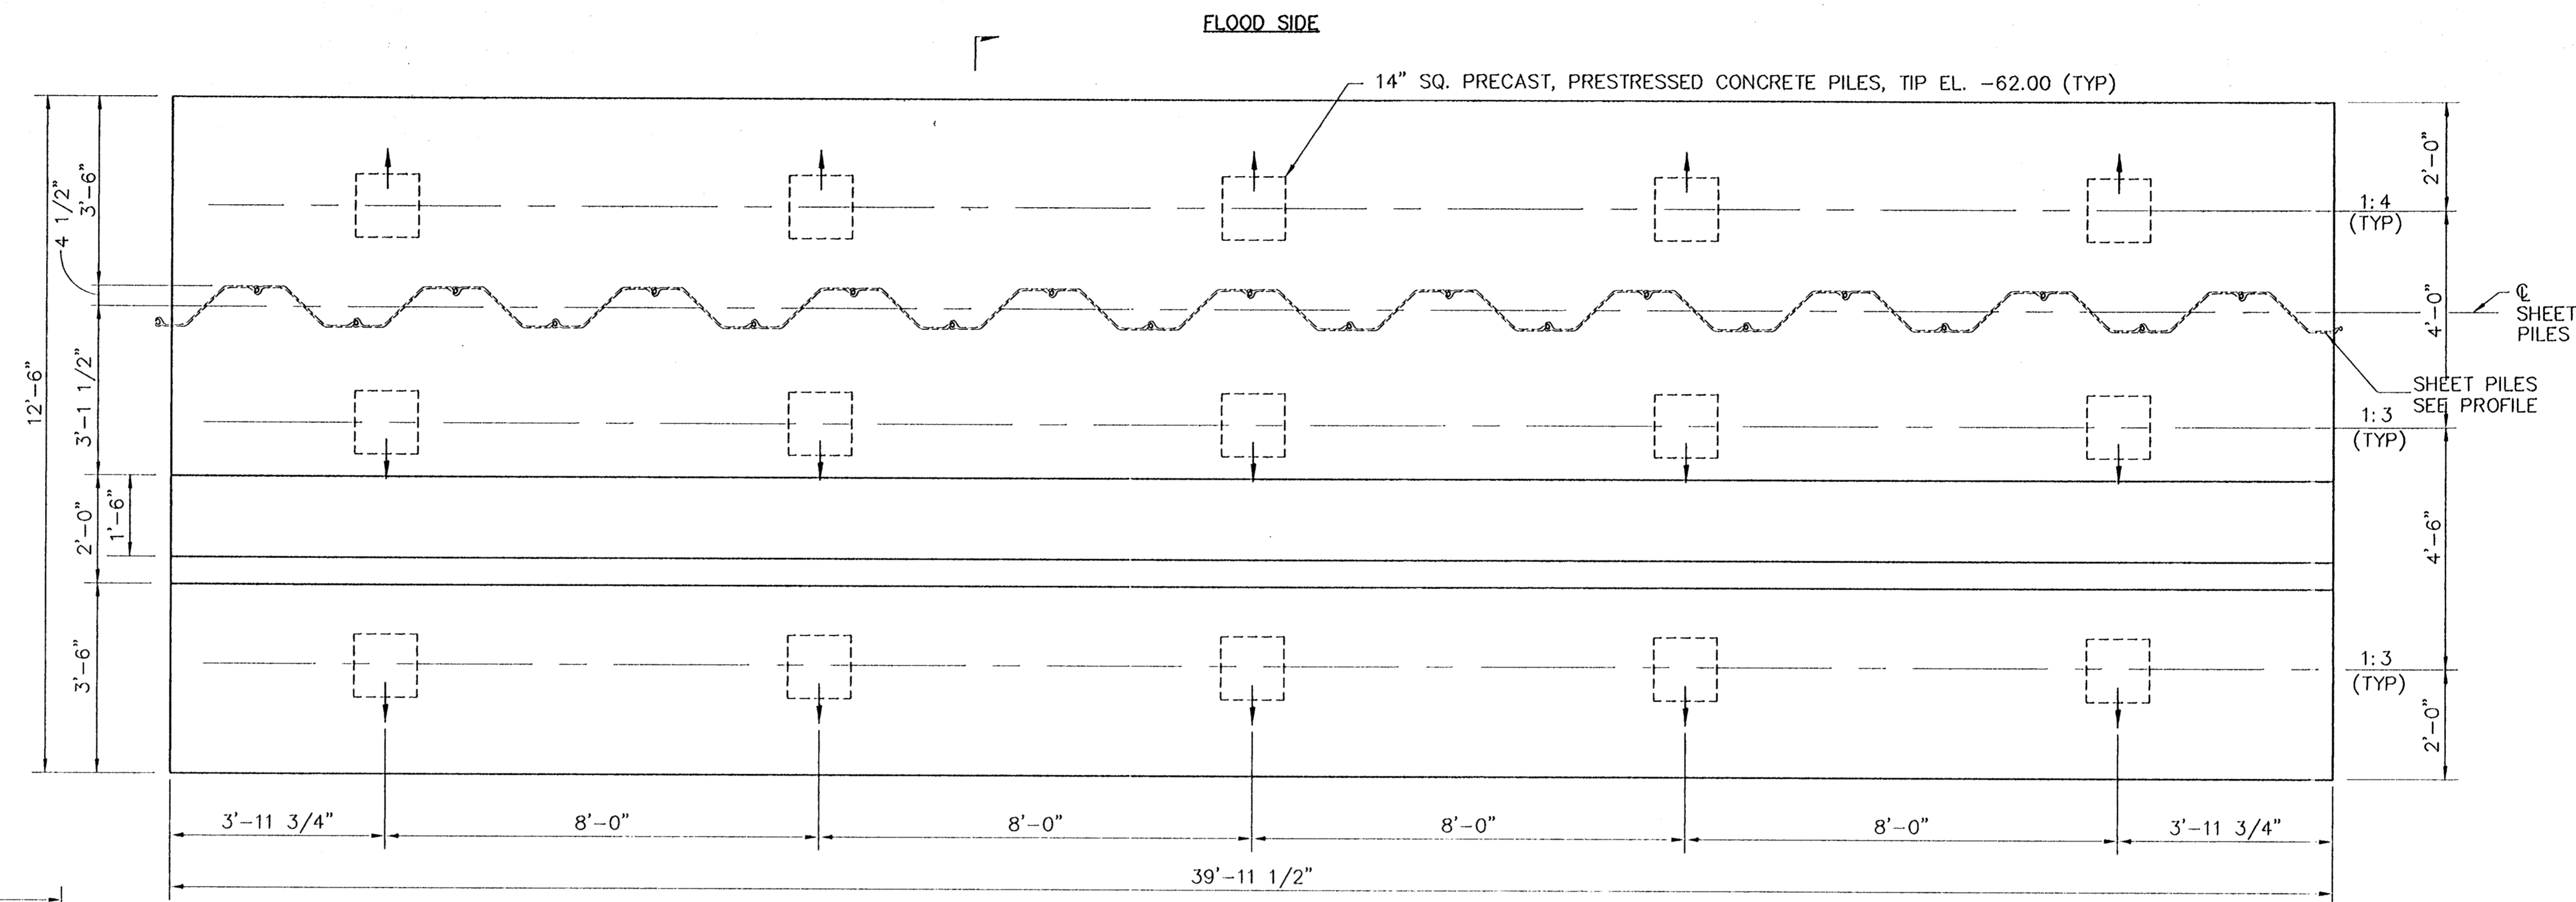 FLOOD SIDE
14" SQ. PRECAST, PRESTRESSED CONCRETE PILES, TIP EL. -62.00 (TYP)
3'-6"
4 1/2"
12'-6"
3'-1 1/2"
2'-0"
1'-6"
3'-6"
2'-0"
1:4
(TYP)
4'-0"
℄
SHEET
PILES
SHEET PILES
SEE PROFILE
1:3
(TYP)
4'-6"
1:3
(TYP)
2'-0"
3'-11 3/4"
8'-0"
8'-0"
8'-0"
8'-0"
3'-11 3/4"
39'-11 1/2"